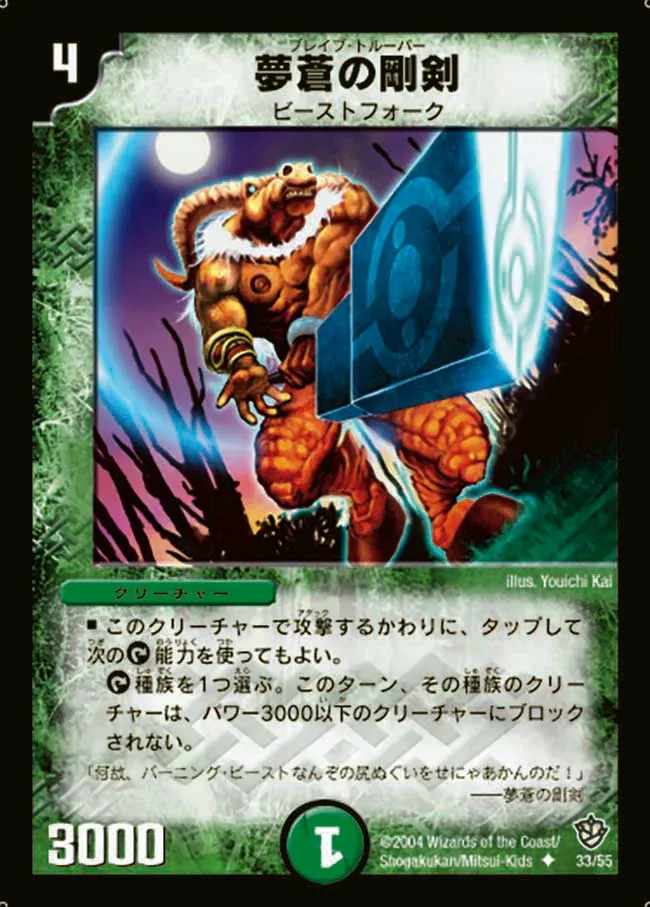 4
ブレイブ・トルーパー
夢蒼の剛剣
ビーストフォーク
illus. Youichi Kai
クリーチャー
■ このクリーチャーで攻撃するかわりに、タップして
次の能力を使ってもよい。
種族を1つ選ぶ。このターン、その種族のクリー
チャーは、パワー3000以下のクリーチャーにブロック
されない。
「何故、バーニング・ビーストなんぞの尻ぬぐいをせにゃあかんのだ！」
──夢蒼の剛剣
3000
1
©2004 Wizards of the Coast/
Shogakukan/Mitsui-Kids
33/55